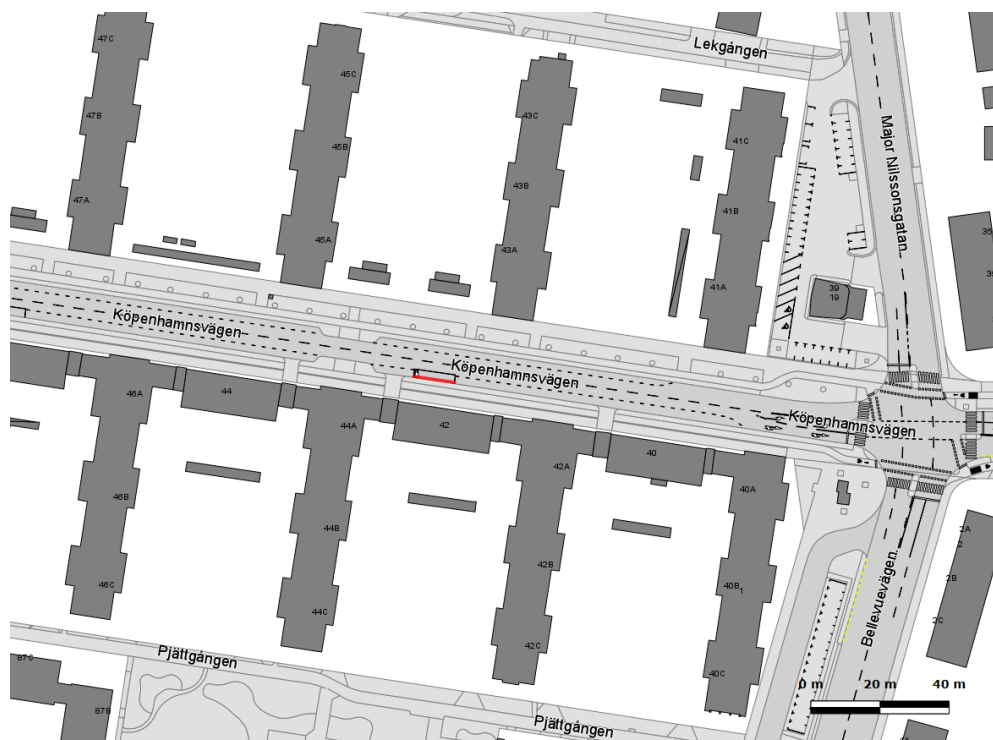 47C
Lekgången
45C
47B
43C
41C
Major Nilssonsgatan
45B
43B
47A
41B
45A
43A
41A
39
19
Köpenhamnsvägen
Köpenhamnsvägen
Köpenhamnsvägen
46A
44
44A
42
40
42A
40A
46B
44B
42B
40B
1
46C
44C
42C
40C
2A
2
2B
2C
Bellevuevägen
Pjättgången
87C
87B
Pjättgången
0 m 20 m 40 m